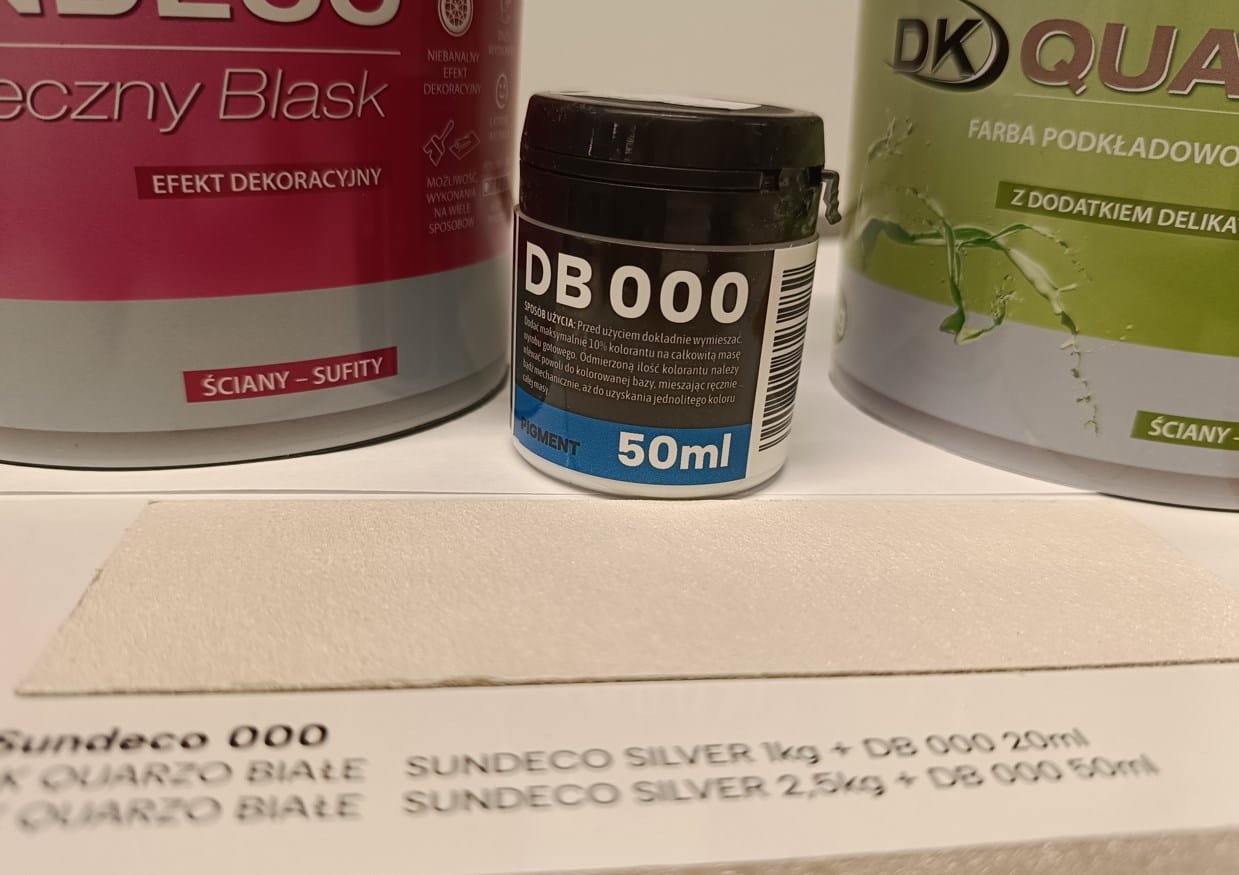 NDECO
eczny Blask
EFEKT DEKORACYJNY
ŚCIANY – SUFITY
NIEBANALNY
EFEKT
DEKORACYJNY
MOŻLIWOŚĆ
WYKONANIA
NA WIELE
SPOSOBÓW
DB 000
SPOSÓB UŻYCIA: Przed użyciem dokładnie wymieszać.
Dodać maksymalnie 10% kolorantu na całkowitą masę
wyrobu gotowego. Odmierzoną ilość kolorantu należy
wlewać powoli do kolorowanej bazy, mieszając ręcznie
bądź mechanicznie, aż do uzyskania jednolitego koloru
całej masy.
PIGMENT
50ml
DK QUA
FARBA PODKŁADOWO
Z DODATKIEM DELIKA
ŚCIANY –
Sundeco 000
K QUARZO BIAŁE SUNDECO SILVER 1kg + DB 000 20ml
QUARZO BIAŁE SUNDECO SILVER 2,5kg + DB 000 50ml